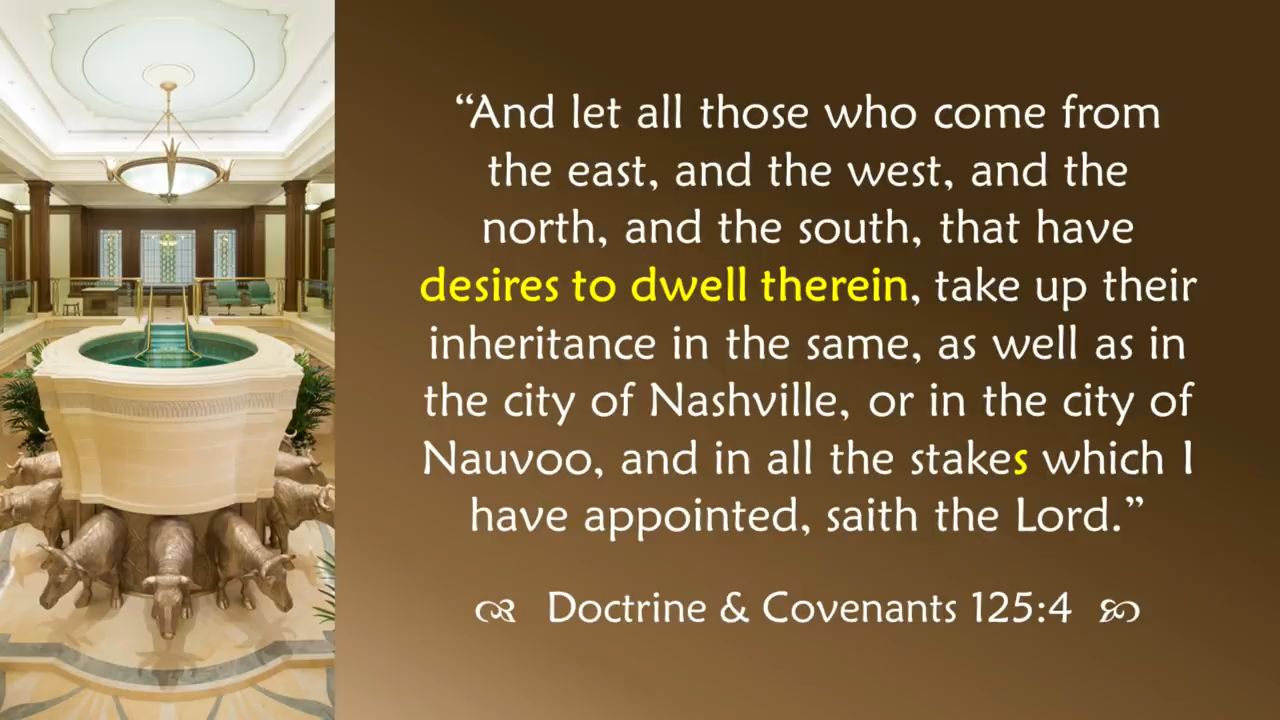 “And let all those who come from
the east, and the west, and the
north, and the south, that have
desires to dwell therein, take up their
inheritance in the same, as well as in
the city of Nashville, or in the city of
Nauvoo, and in all the stakes which I
have appointed, saith the Lord.”
Doctrine & Covenants 125:4